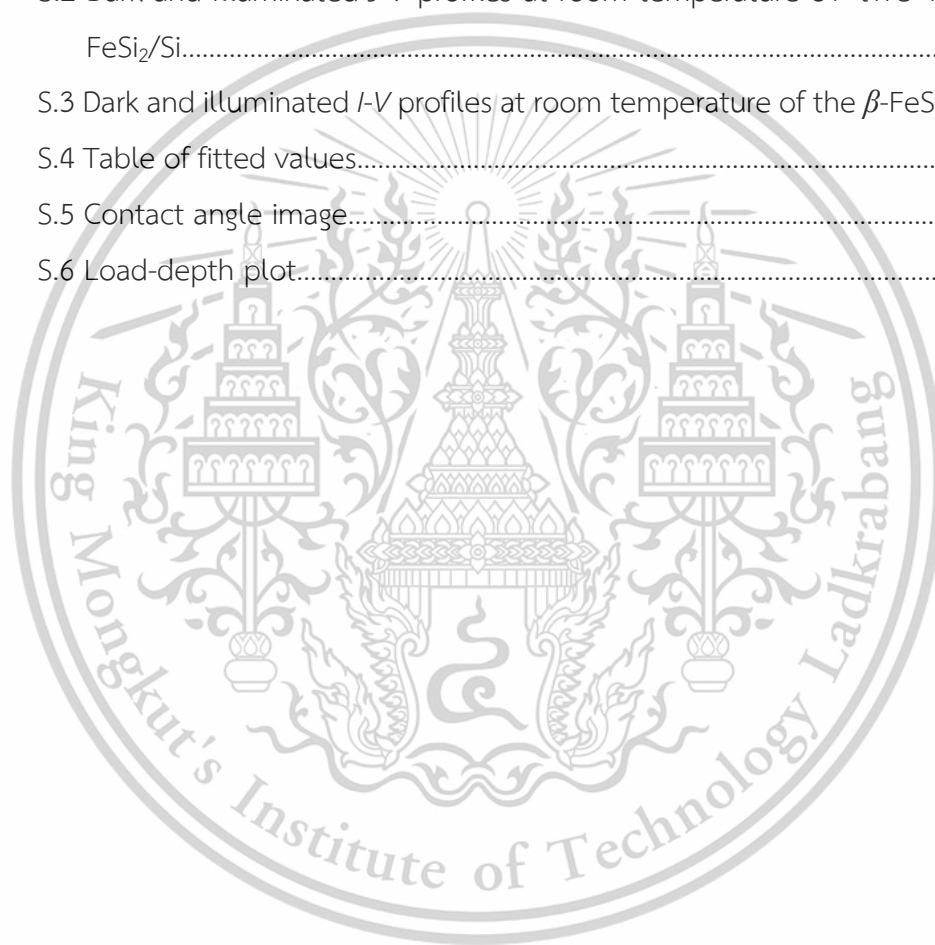 FeSi₂/Si
S.3 Dark and illuminated I-V profiles at room temperature of the β-FeS
S.4 Table of fitted values
S.5 Contact angle image
S.6 Load-depth plot
King Mongkut's Institute of Technology Ladkrabang